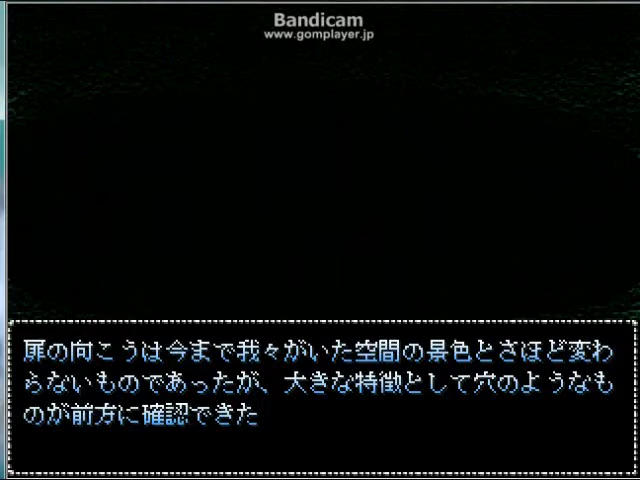 Bandicam
www.gomplayer.jp
扉の向こうは今まで我々がいた空間の景色とさほど変わ
らないものであったが、大きな特徴として穴のようなも
のが前方に確認できた